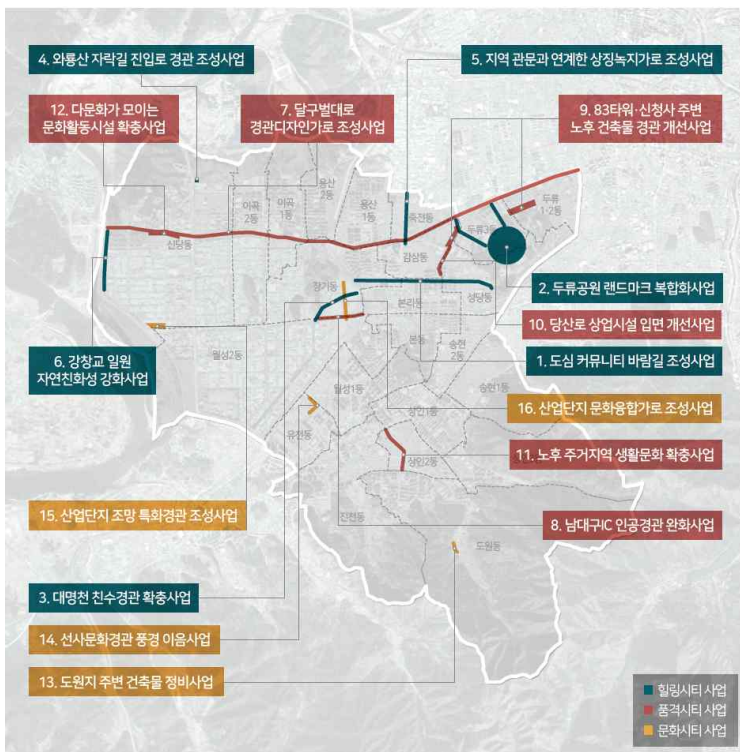 4. 와룡산 자락길 진입로 경관 조성사업
5. 지역 관문과 연계한 상징녹지가로 조성사업
12. 다문화가 모이는
문화활동시설 확충사업
7. 달구벌대로
경관디자인가로 조성사업
9. 83타워·신청사 주변
노후 건축물 경관 개선사업
용산
2동
이곡
2동
이곡
1동
용산
1동
죽전동
두류
1·2동
두류3동
신당동
감삼동
장기동
성당동
본리동
2. 두류공원 랜드마크 복합화사업
10. 당산로 상업시설 입면 개선사업
본동
송현
2동
6. 강창교 일원
자연친화성 강화사업
월성2동
1. 도심 커뮤니티 바람길 조성사업
월성1동
송현1동
16. 산업단지 문화융합가로 조성사업
상인1동
유천동
11. 노후 주거지역 생활문화 확충사업
상인2동
15. 산업단지 조망 특화경관 조성사업
진천동
8. 남대구IC 인공경관 완화사업
도원동
3. 대명천 친수경관 확충사업
14. 선사문화경관 풍경 이음사업
13. 도원지 주변 건축물 정비사업
힐링시티 사업
품격시티 사업
문화시티 사업